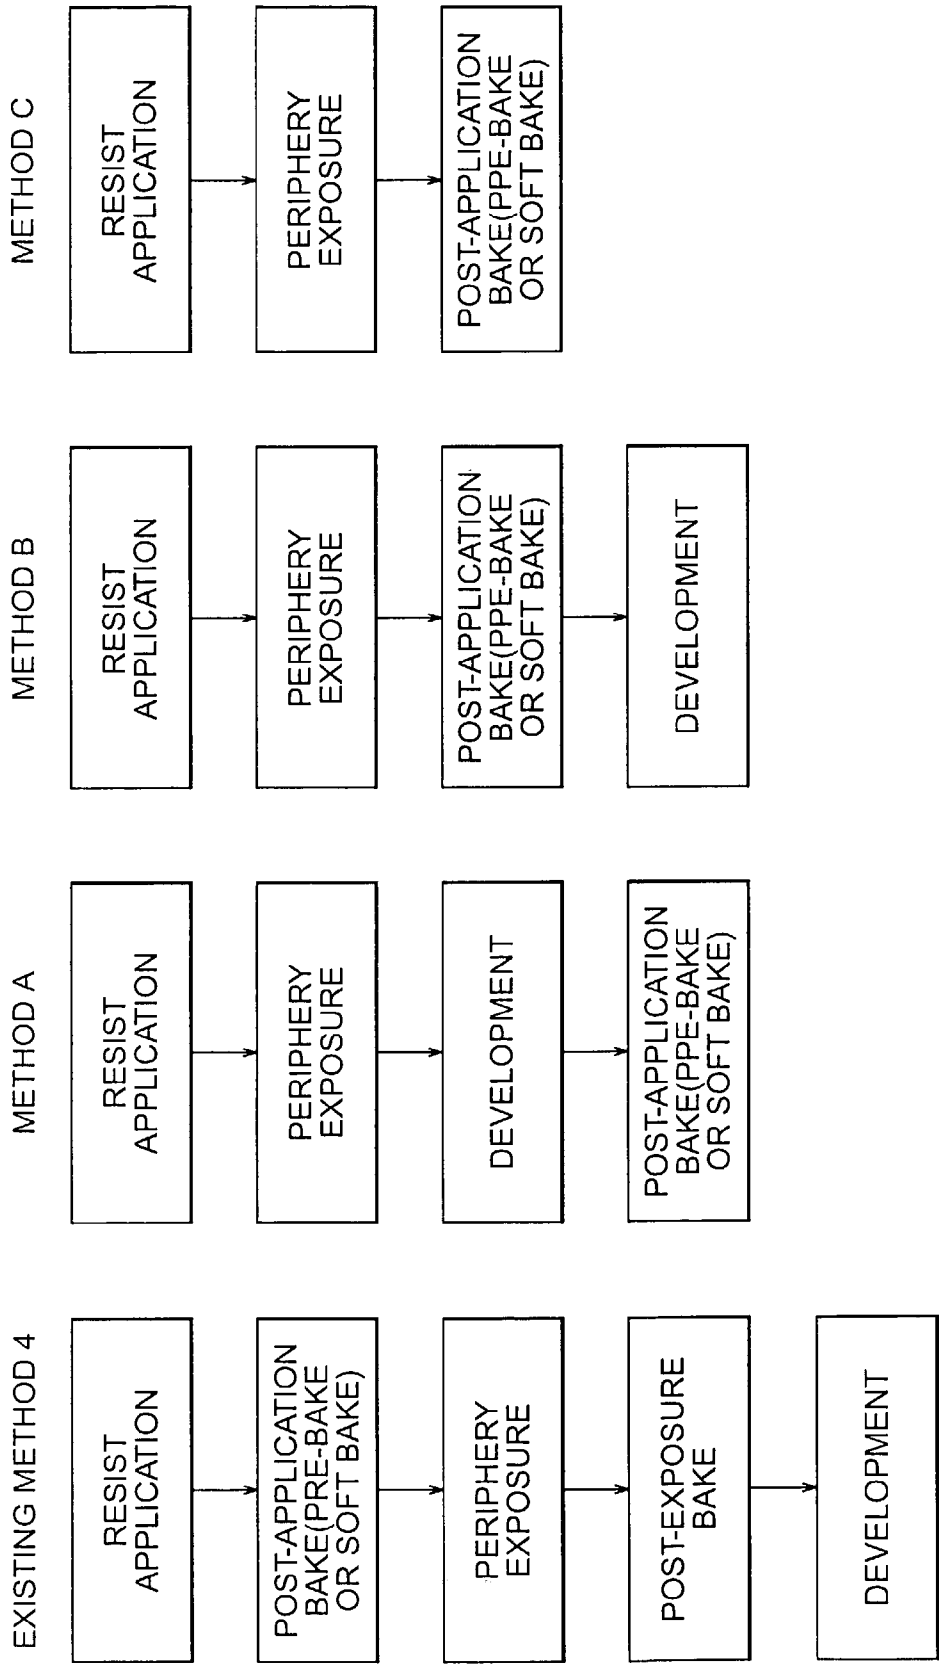 EXISTING METHOD 4
RESIST
APPLICATION
POST-APPLICATION
BAKE(PRE-BAKE
OR SOFT BAKE)
PERIPHERY
EXPOSURE
POST-EXPOSURE
BAKE
DEVELOPMENT
METHOD A
RESIST
APPLICATION
PERIPHERY
EXPOSURE
DEVELOPMENT
POST-APPLICATION
BAKE(PPE-BAKE
OR SOFT BAKE)
METHOD B
RESIST
APPLICATION
PERIPHERY
EXPOSURE
POST-APPLICATION
BAKE(PPE-BAKE
OR SOFT BAKE)
DEVELOPMENT
METHOD C
RESIST
APPLICATION
PERIPHERY
EXPOSURE
POST-APPLICATION
BAKE(PPE-BAKE
OR SOFT BAKE)